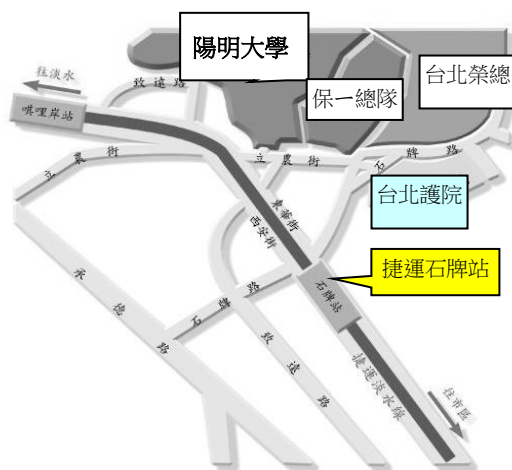 陽明大學
台北榮總
往淡水
致遠路
保一總隊
唭哩岸站
立農街
立農街
石牌路
台北護院
東華街
西安街
捷運石牌站
石牌站
承德路
石牌路
致遠路
捷運淡水線
往市區